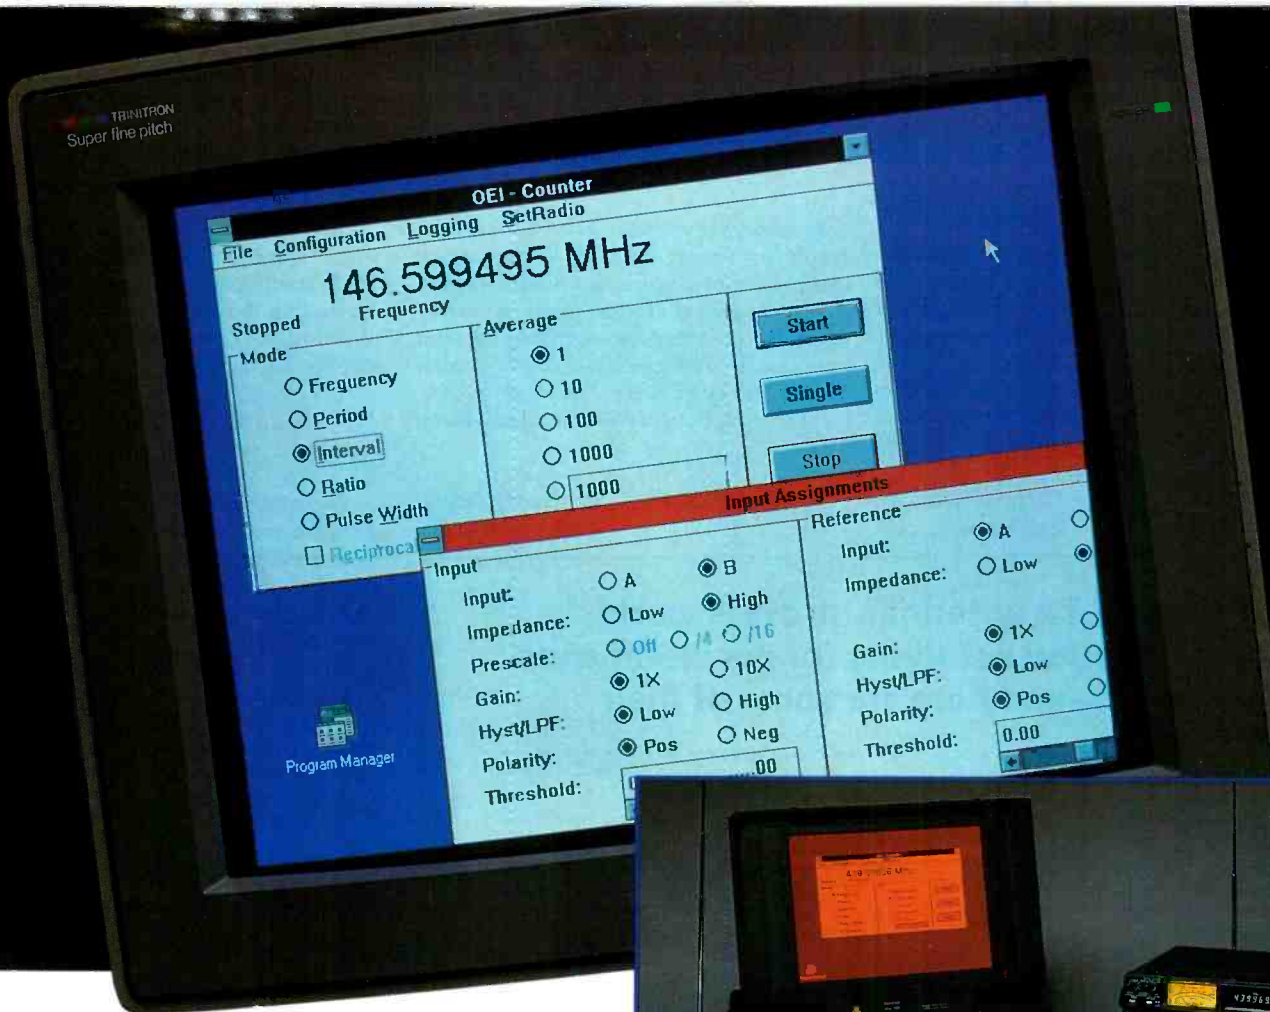 TRINITRON
Super fine pitch
OEI - Counter
File Configuration Logging SetRadio
146.599495 MHz
Stopped Frequency
Mode
Frequency
Period
Interval
Ratio
Pulse Width
Reciproca
Average
1
10
100
1000
1000
Start
Single
Stop
Input Assignments
Input
Input: A B
Impedance: Low High
Prescale: Off /4 /16
Gain: 1X 10X
Hyst/LPF: Low High
Polarity: Pos Neg
Threshold: .00
Reference
Input: A
Impedance: Low
Gain: 1X
Hyst/LPF: Low
Polarity: Pos
Threshold: 0.00
Program Manager